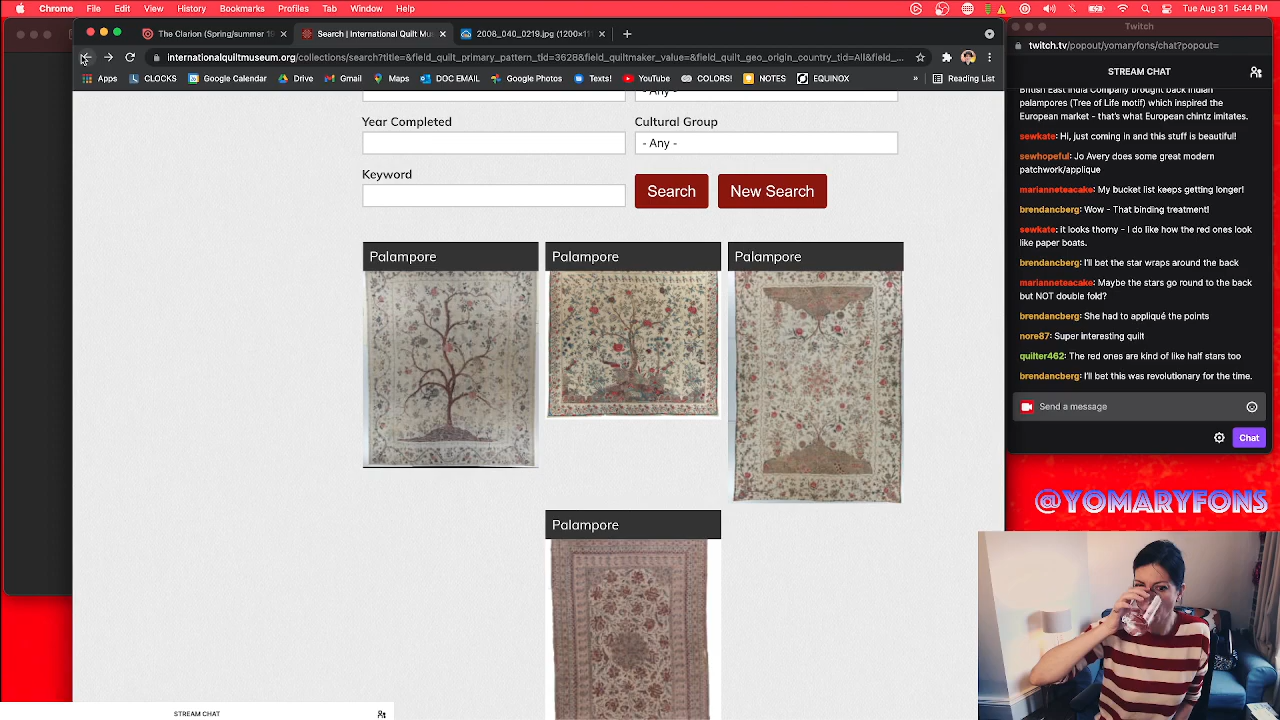 Chrome File Edit View History Bookmarks Profiles Tab Window Help
Tue Aug 31 5:44 PM
The Clarion (Spring/summer 19
Search | International Quilt Mu
2008_040_0219.jpg (1200×11
internationalquiltmuseum.org/collections/search?title=&field_quilt_primary_pattern_tid=3628&field_quiltmaker_value=&field_quilt_geo_origin_country_tid=All&field_...
Apps CLOCKS Google Calendar Drive Gmail Maps DOC EMAIL Google Photos Texts! YouTube COLORS! NOTES EQUINOX » Reading List
- Any -
Year Completed
Cultural Group
- Any -
Keyword
Search
New Search
Palampore
Palampore
Palampore
Palampore
STREAM CHAT
Twitch
twitch.tv/popout/yomaryfons/chat?popout=
STREAM CHAT
British East India Company brought back Indian
palampores (Tree of Life motif) which inspired the
European market - that's what European chintz imitates.
sewkate: Hi, just coming in and this stuff is beautiful!
sewhopeful: Jo Avery does some great modern
patchwork/applique
marianneteacake: My bucket list keeps getting longer!
brendancberg: Wow - That binding treatment!
sewkate: it looks thorny - I do like how the red ones look
like paper boats.
brendancberg: I'll bet the star wraps around the back
marianneteacake: Maybe the stars go round to the back
but NOT double fold?
brendancberg: She had to appliqué the points
nore87: Super interesting quilt
quilter462: The red ones are kind of like half stars too
brendancberg: I'll bet this was revolutionary for the time.
Send a message
Chat
@YOMARYFONS